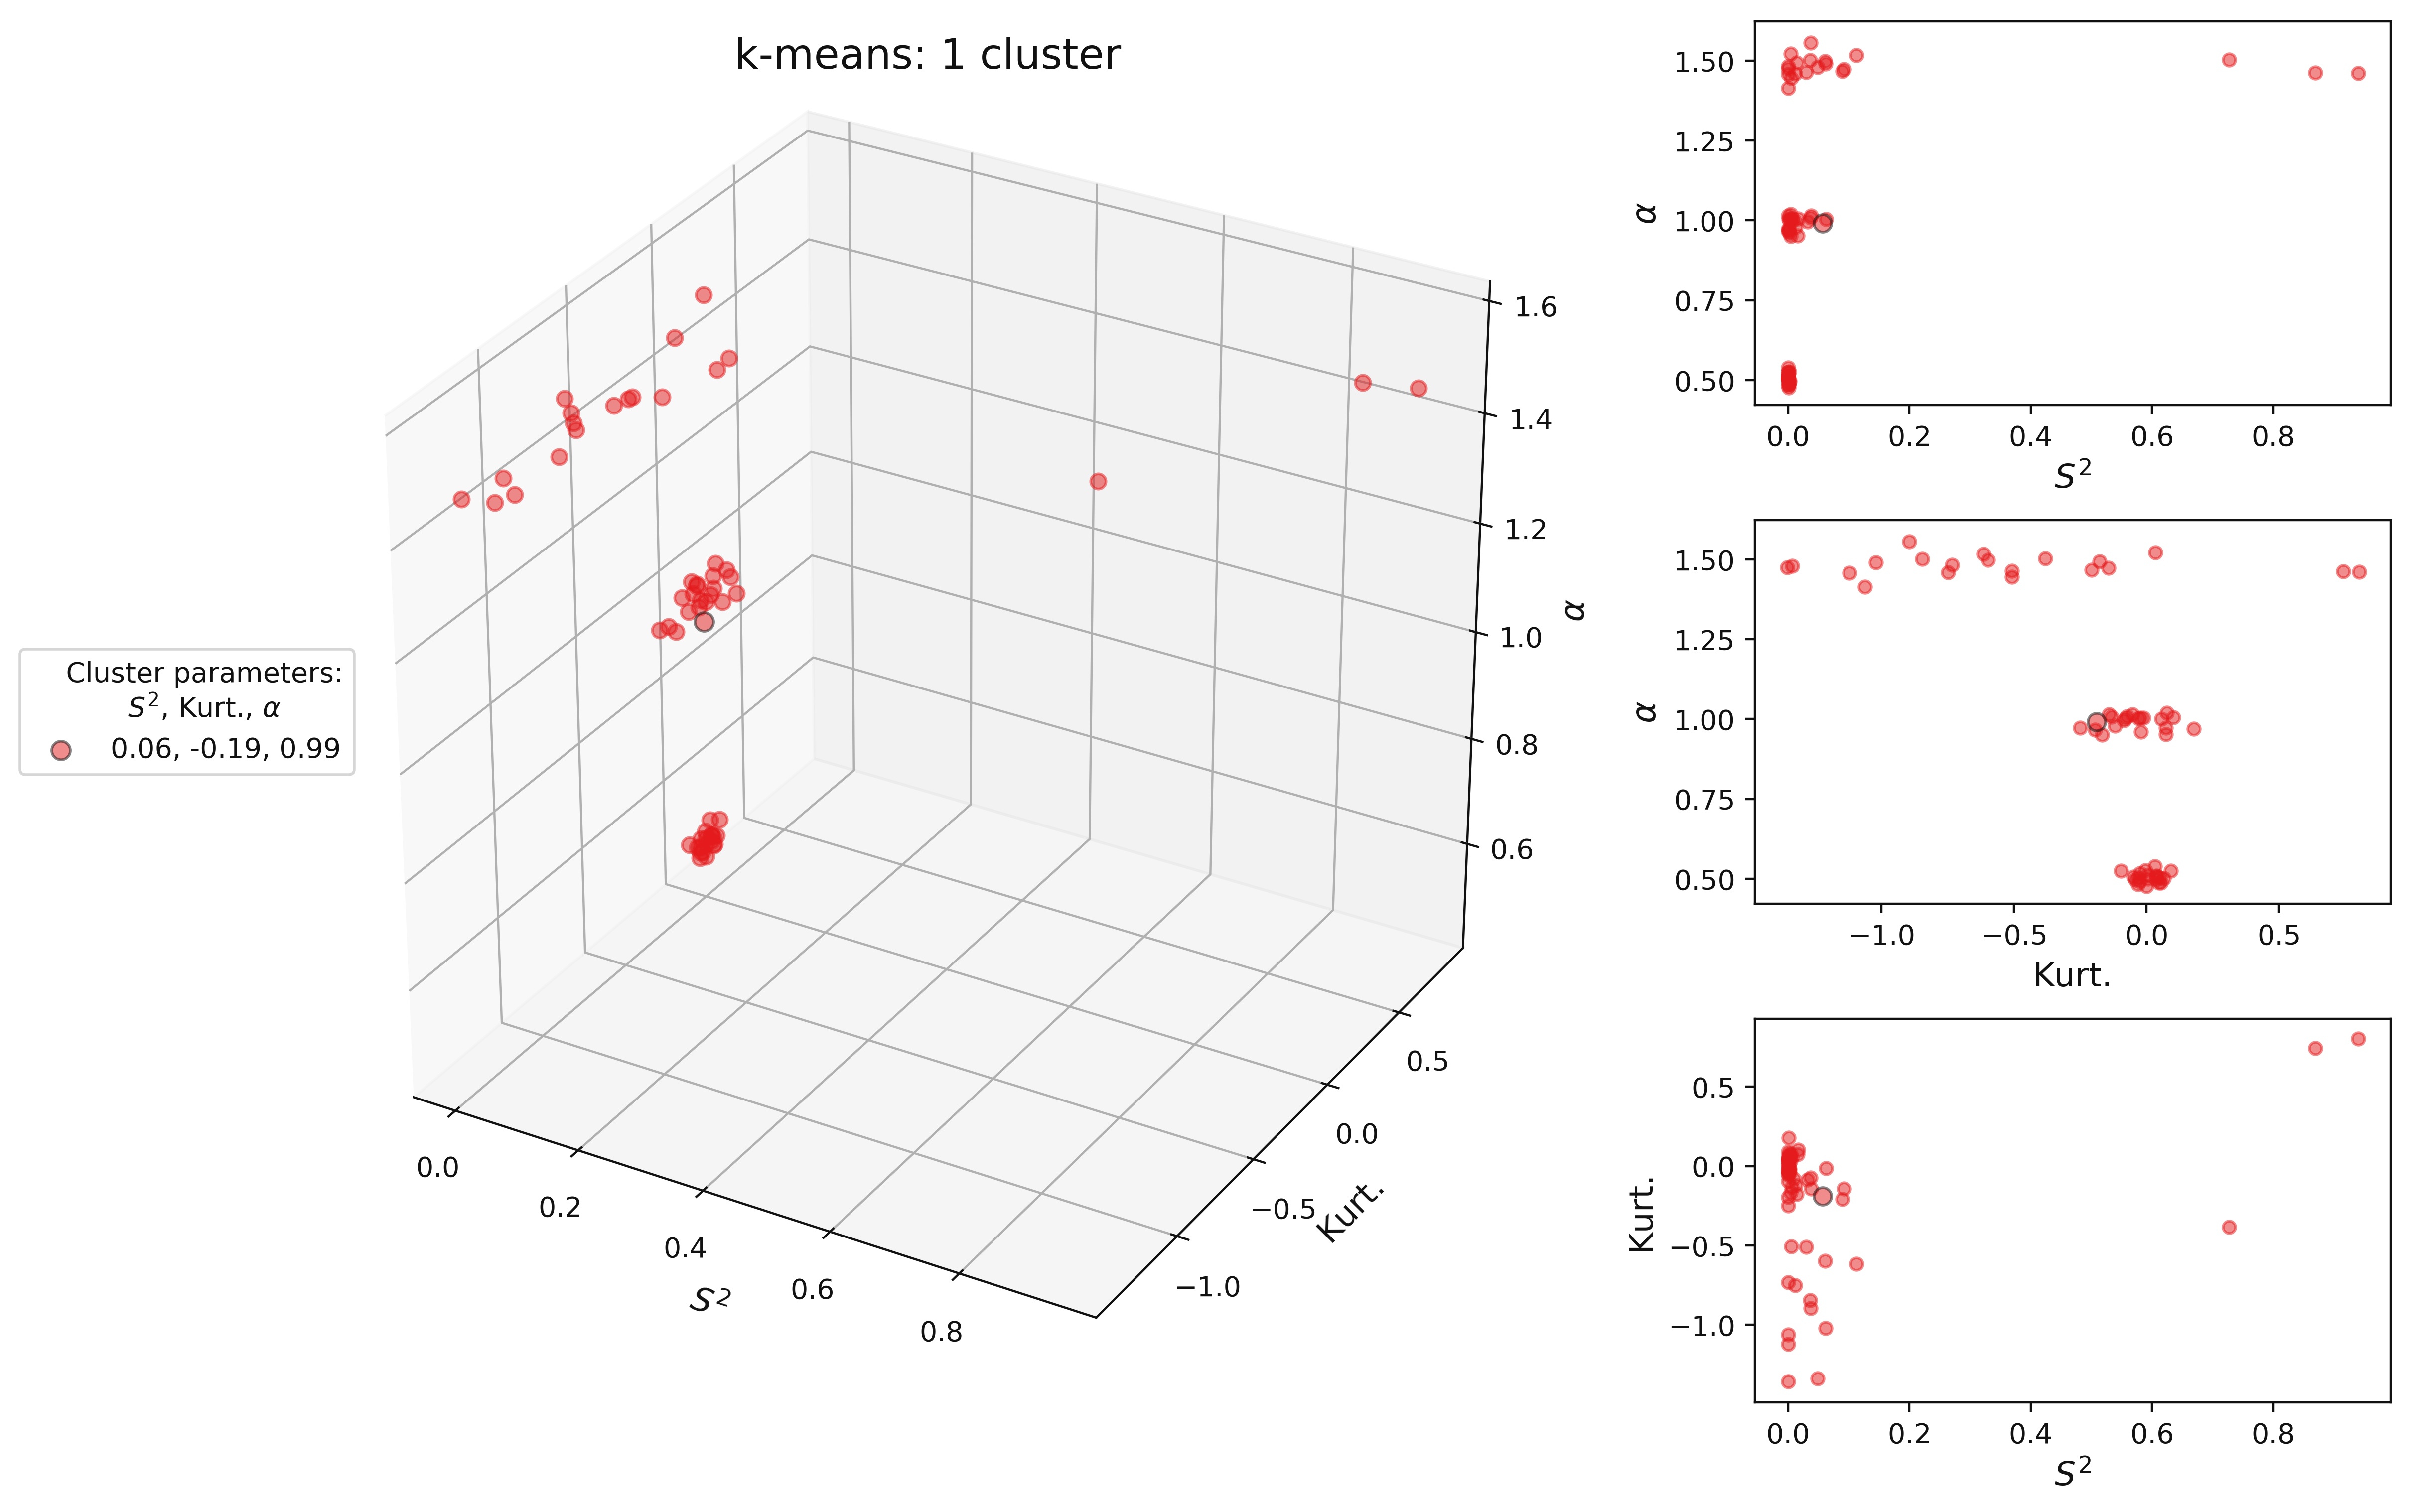 k-means: 1 cluster
Cluster parameters:
S², Kurt., α
0.06, -0.19, 0.99
0.0
0.2
0.4
0.6
0.8
S²
−1.0
−0.5
0.0
0.5
Kurt.
1.6
1.4
1.2
1.0
0.8
0.6
α
1.50
1.25
1.00
0.75
0.50
α
0.0 0.2 0.4 0.6 0.8
S²
1.50
1.25
1.00
0.75
0.50
α
−1.0 −0.5 0.0 0.5
Kurt.
0.5
0.0
−0.5
−1.0
Kurt.
0.0 0.2 0.4 0.6 0.8
S²